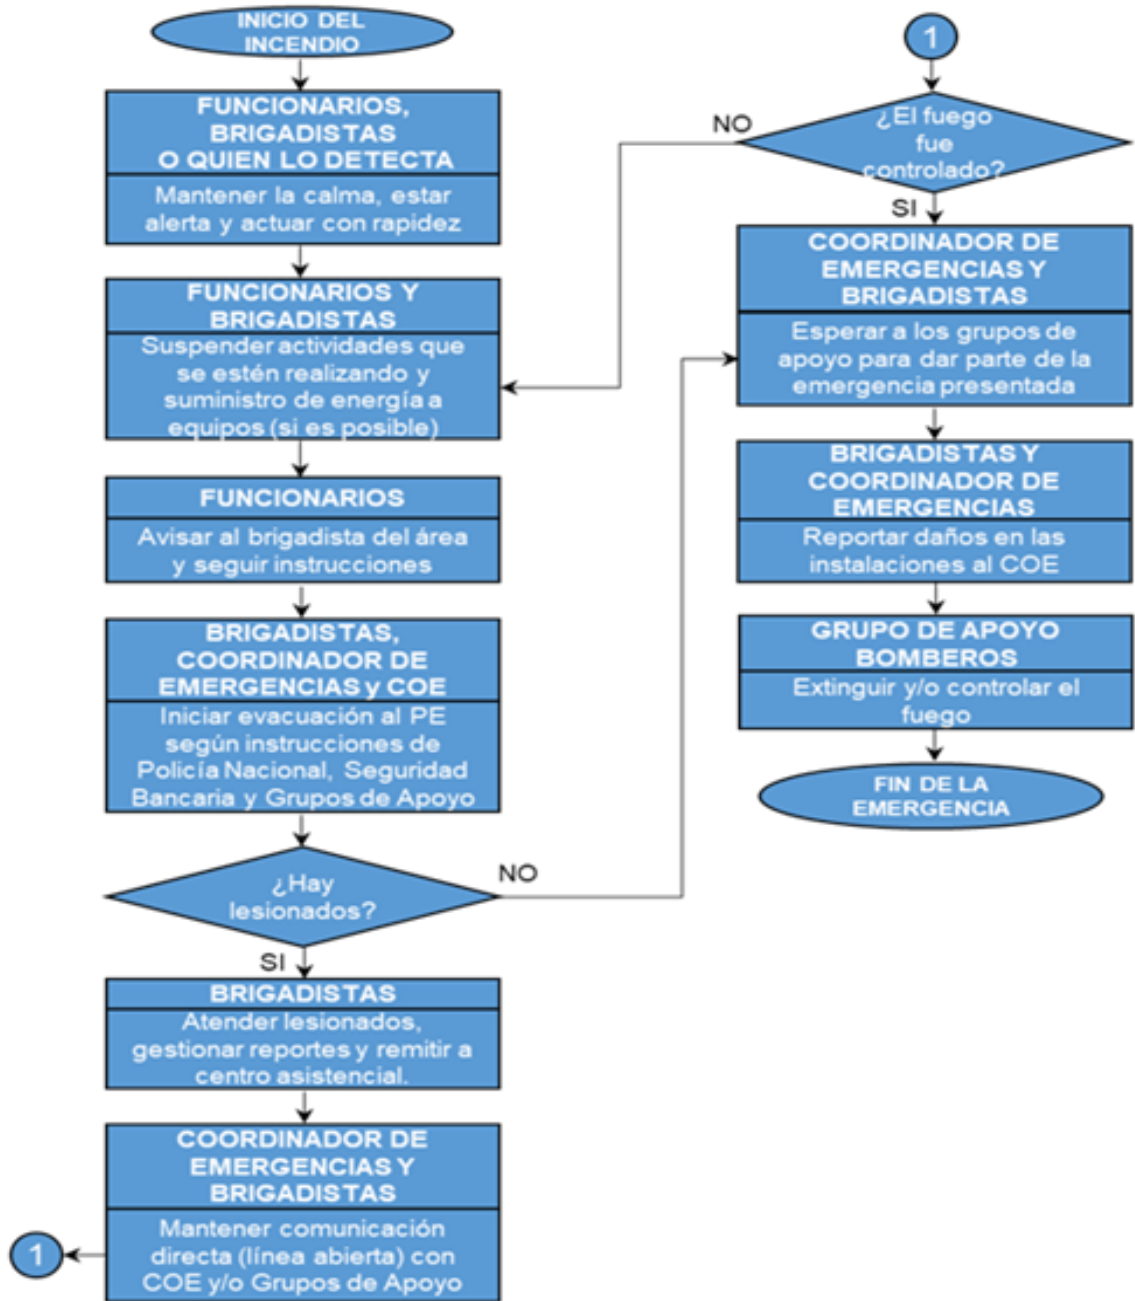 INICIO DEL
INCENDIO
FUNCIONARIOS,
BRIGADISTAS
O QUIEN LO DETECTA
Mantener la calma, estar
alerta y actuar con rapidez
FUNCIONARIOS Y
BRIGADISTAS
Suspender actividades que
se estén realizando y
suministro de energía a
equipos (si es posible)
FUNCIONARIOS
Avisar al brigadista del área
y seguir instrucciones
BRIGADISTAS,
COORDINADOR DE
EMERGENCIAS y COE
Iniciar evacuación al PE
según instrucciones de
Policía Nacional, Seguridad
Bancaria y Grupos de Apoyo
¿Hay
lesionados?
NO
SI
BRIGADISTAS
Atender lesionados,
gestionar reportes y remitir a
centro asistencial.
COORDINADOR DE
EMERGENCIAS Y
BRIGADISTAS
Mantener comunicación
directa (línea abierta) con
COE y/o Grupos de Apoyo
1
1
¿El fuego
fue
controlado?
NO
SI
COORDINADOR DE
EMERGENCIAS Y
BRIGADISTAS
Esperar a los grupos de
apoyo para dar parte de la
emergencia presentada
BRIGADISTAS Y
COORDINADOR DE
EMERGENCIAS
Reportar daños en las
instalaciones al COE
GRUPO DE APOYO
BOMBEROS
Extinguir y/o controlar el
fuego
FIN DE LA
EMERGENCIA